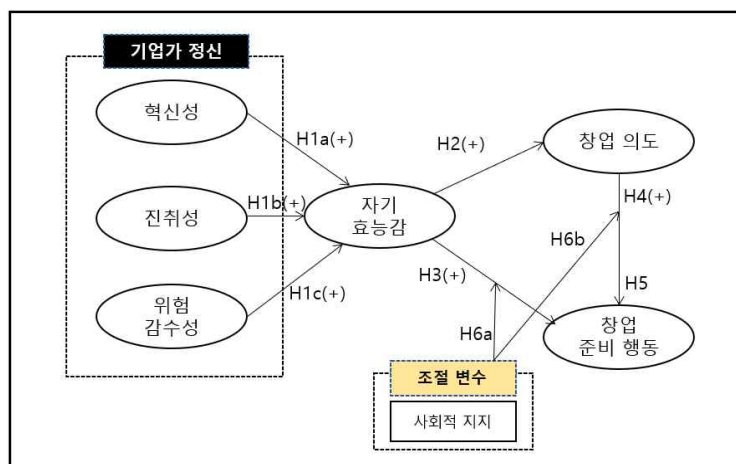 기업가 정신
혁신성
H1a(+)
H2(+)
창업 의도
진취성
H1b(+)
자기
효능감
H4(+)
H6b
H3(+)
H5
위험
감수성
H1c(+)
H6a
창업
준비 행동
조절 변수
사회적 지지